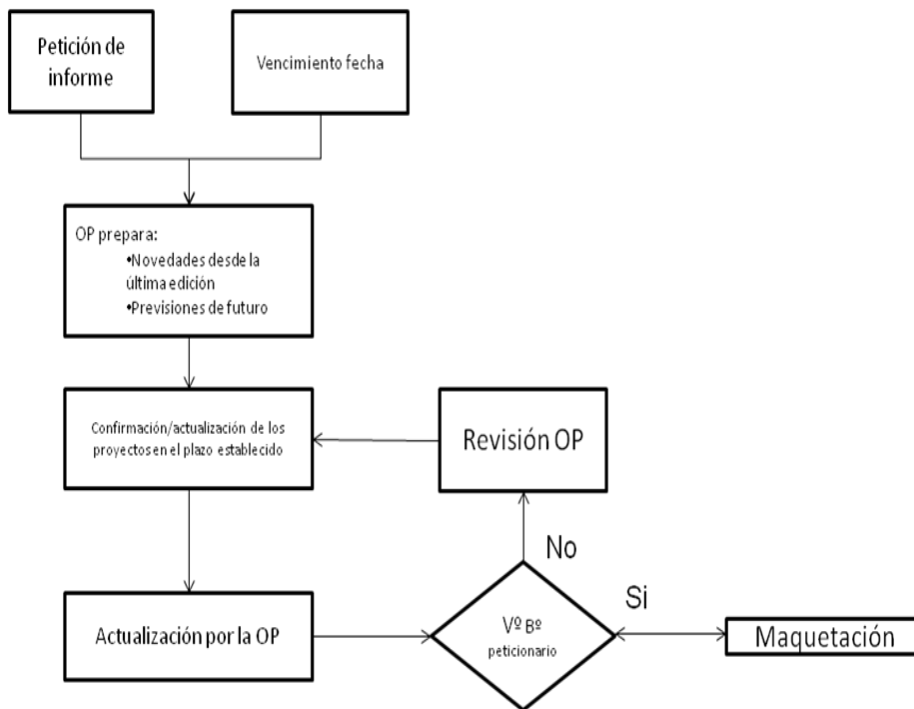 Petición de
informe
Vencimiento fecha
OP prepara:
•Novedades desde la
última edición
•Previsiones de futuro
Confirmación/actualización de los
proyectos en el plazo establecido
Revisión OP
No
Si
Actualización por la OP
Vº Bº
peticionario
Maquetación